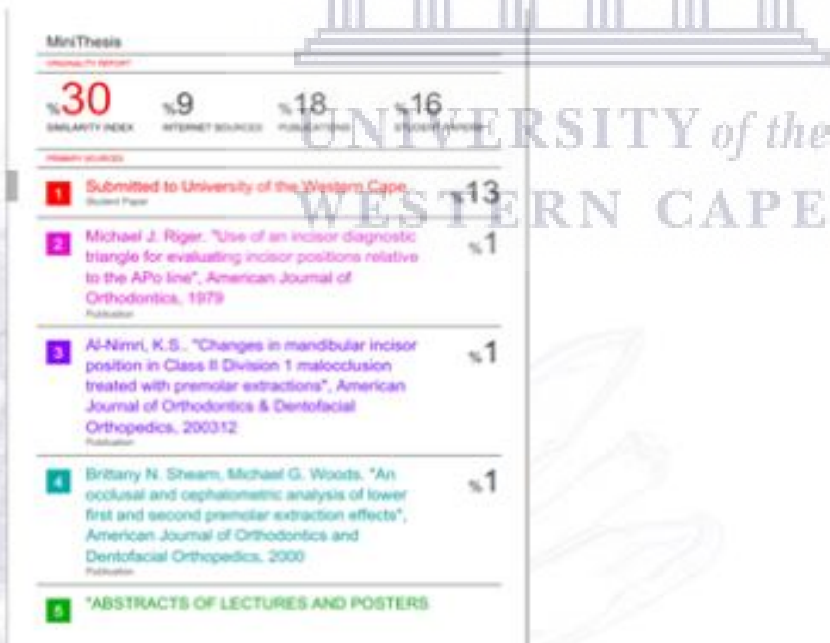 MiniThesis
ORIGINALITY REPORT
%30
SIMILARITY INDEX
%9
INTERNET SOURCES
%18
PUBLICATIONS
%16
STUDENT PAPERS
PRIMARY SOURCES
1 Submitted to University of the Western Cape %13
Student Paper
2 Michael J. Riger. "Use of an incisor diagnostic %1
triangle for evaluating incisor positions relative
to the APo line", American Journal of
Orthodontics, 1979
Publication
3 Al-Nimri, K.S.. "Changes in mandibular incisor %1
position in Class II Division 1 malocclusion
treated with premolar extractions", American
Journal of Orthodontics & Dentofacial
Orthopedics, 200312
Publication
4 Brittany N. Shearn, Michael G. Woods. "An %1
occlusal and cephalometric analysis of lower
first and second premolar extraction effects",
American Journal of Orthodontics and
Dentofacial Orthopedics, 2000
Publication
5 "ABSTRACTS OF LECTURES AND POSTERS
UNIVERSITY of the
WESTERN CAPE